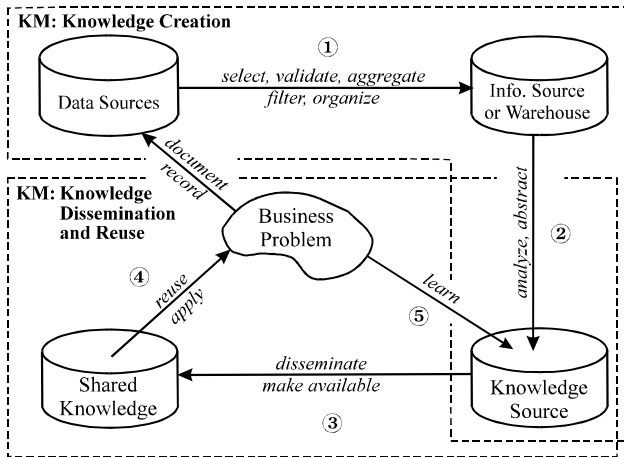 KM: Knowledge Creation
①
select, validate, aggregate
filter, organize
Data Sources
Info. Source
or Warehouse
document
record
KM: Knowledge
Dissemination
and Reuse
Business
Problem
analyze, abstract
②
④
reuse
apply
learn
⑤
disseminate
make available
Shared
Knowledge
Knowledge
Source
③